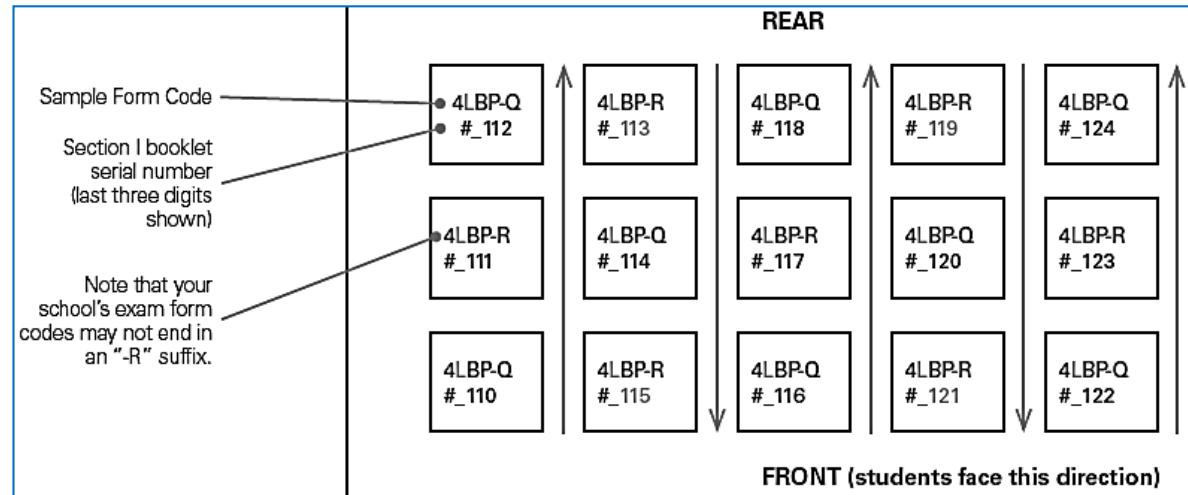 REAR
Sample Form Code
Section I booklet
serial number
(last three digits
shown)
Note that your
school's exam form
codes may not end in
an "-R" suffix.
4LBP-Q
#_112
4LBP-R
#_113
4LBP-Q
#_118
4LBP-R
#_119
4LBP-Q
#_124
4LBP-R
#_111
4LBP-Q
#_114
4LBP-R
#_117
4LBP-Q
#_120
4LBP-R
#_123
4LBP-Q
#_110
4LBP-R
#_115
4LBP-Q
#_116
4LBP-R
#_121
4LBP-Q
#_122
FRONT (students face this direction)